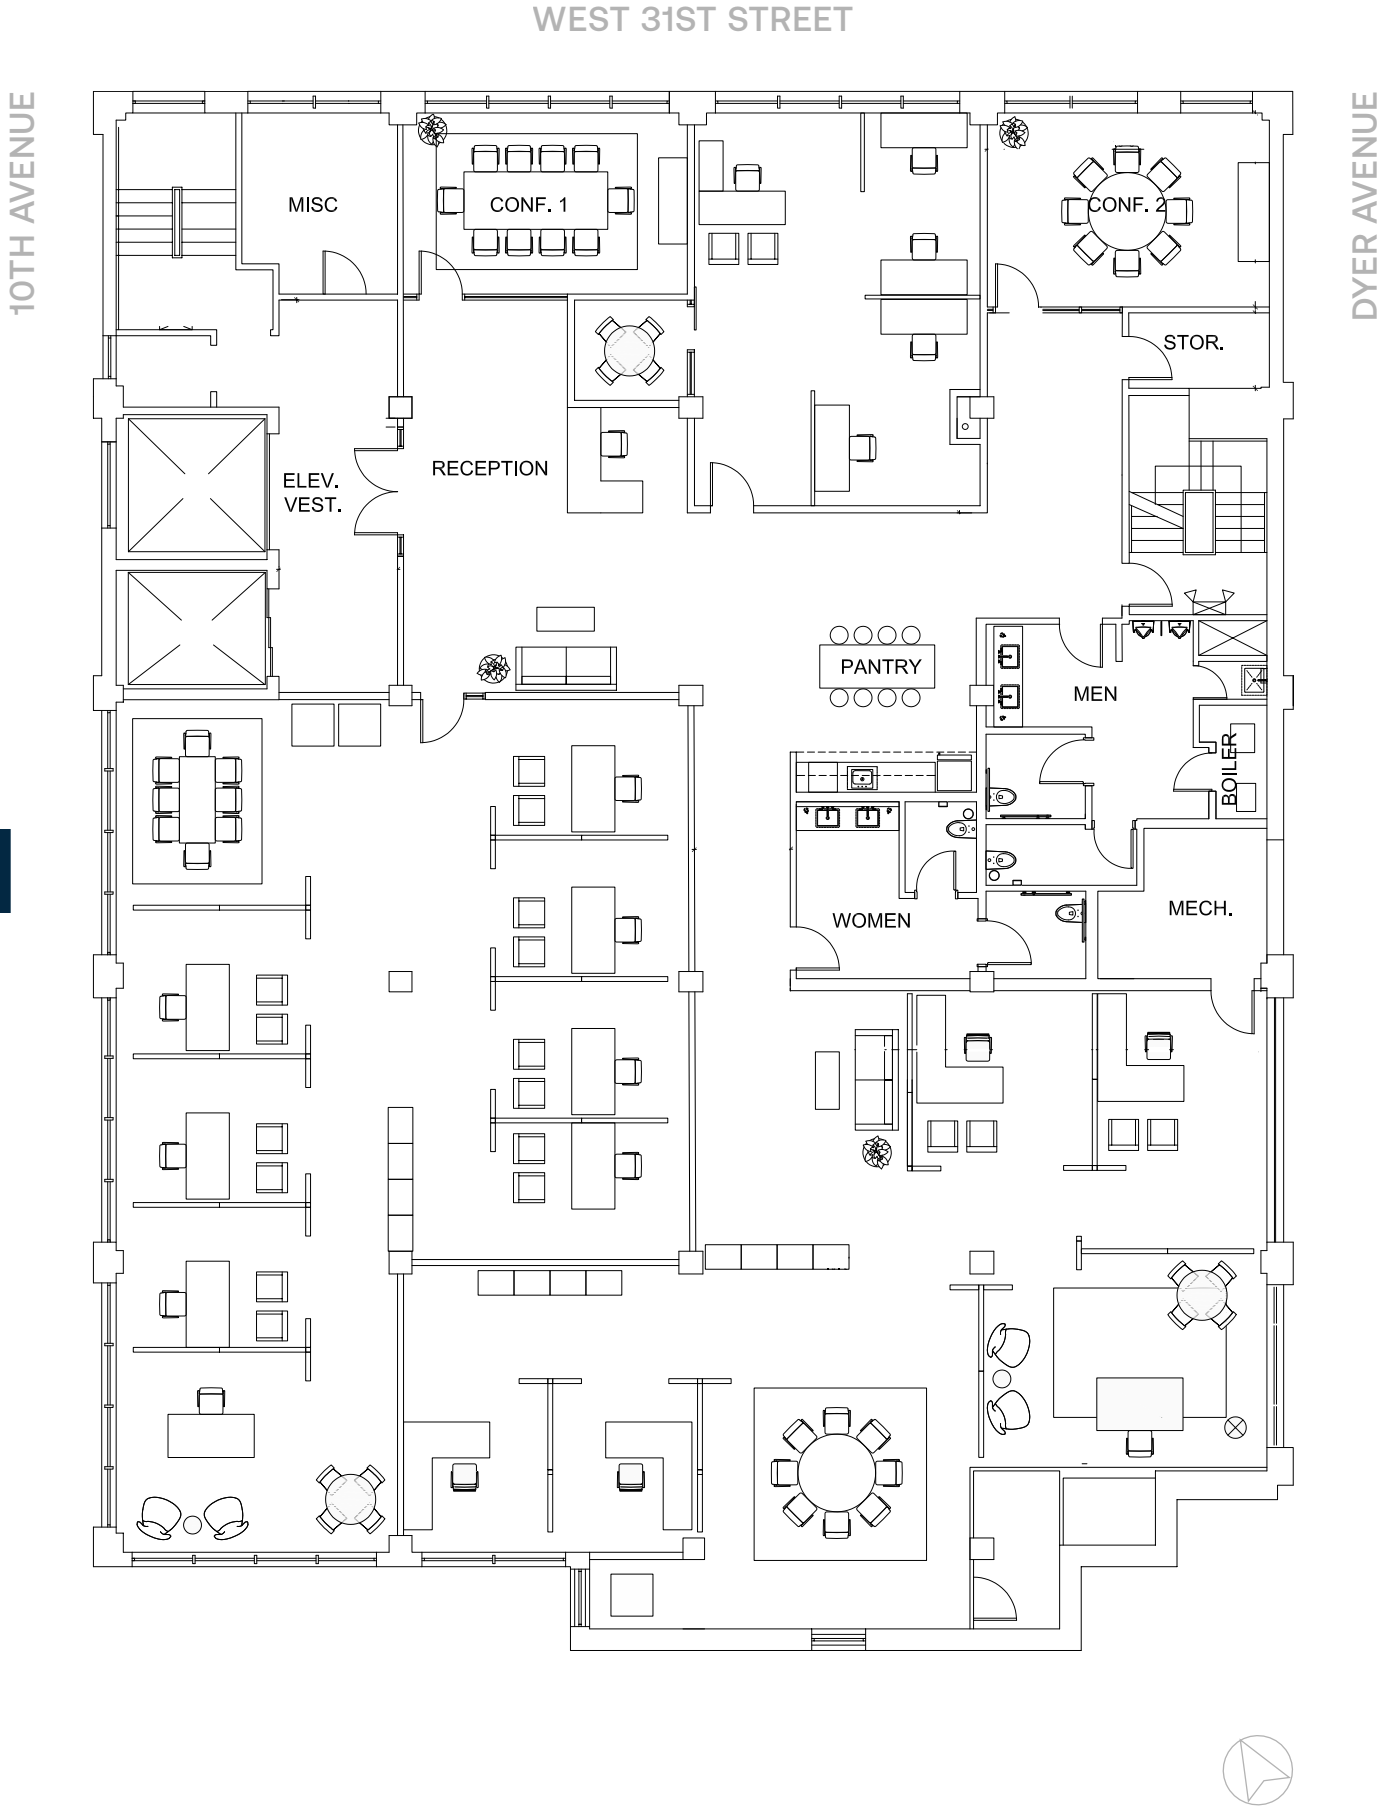 WEST 31ST STREET
10TH AVENUE
DYER AVENUE
MISC
CONF. 1
CONF. 2
STOR.
RECEPTION
ELEV.
VEST.
PANTRY
MEN
BOILER
WOMEN
MECH.